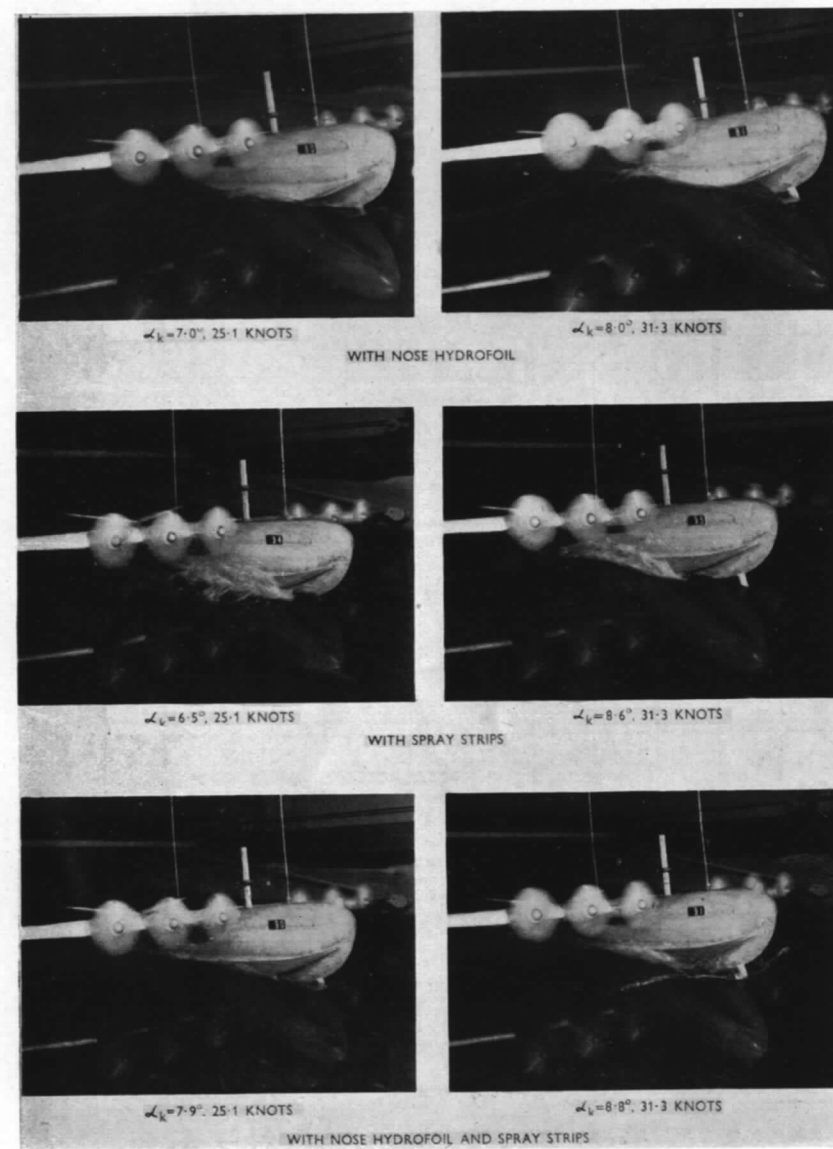 α k = 7·0°, 25·1 KNOTS
α k = 8·0°, 31·3 KNOTS
WITH NOSE HYDROFOIL
α k = 6·5°, 25·1 KNOTS
α k = 8·6°, 31·3 KNOTS
WITH SPRAY STRIPS
α k = 7·9°, 25·1 KNOTS
α k = 8·8°, 31·3 KNOTS
WITH NOSE HYDROFOIL AND SPRAY STRIPS